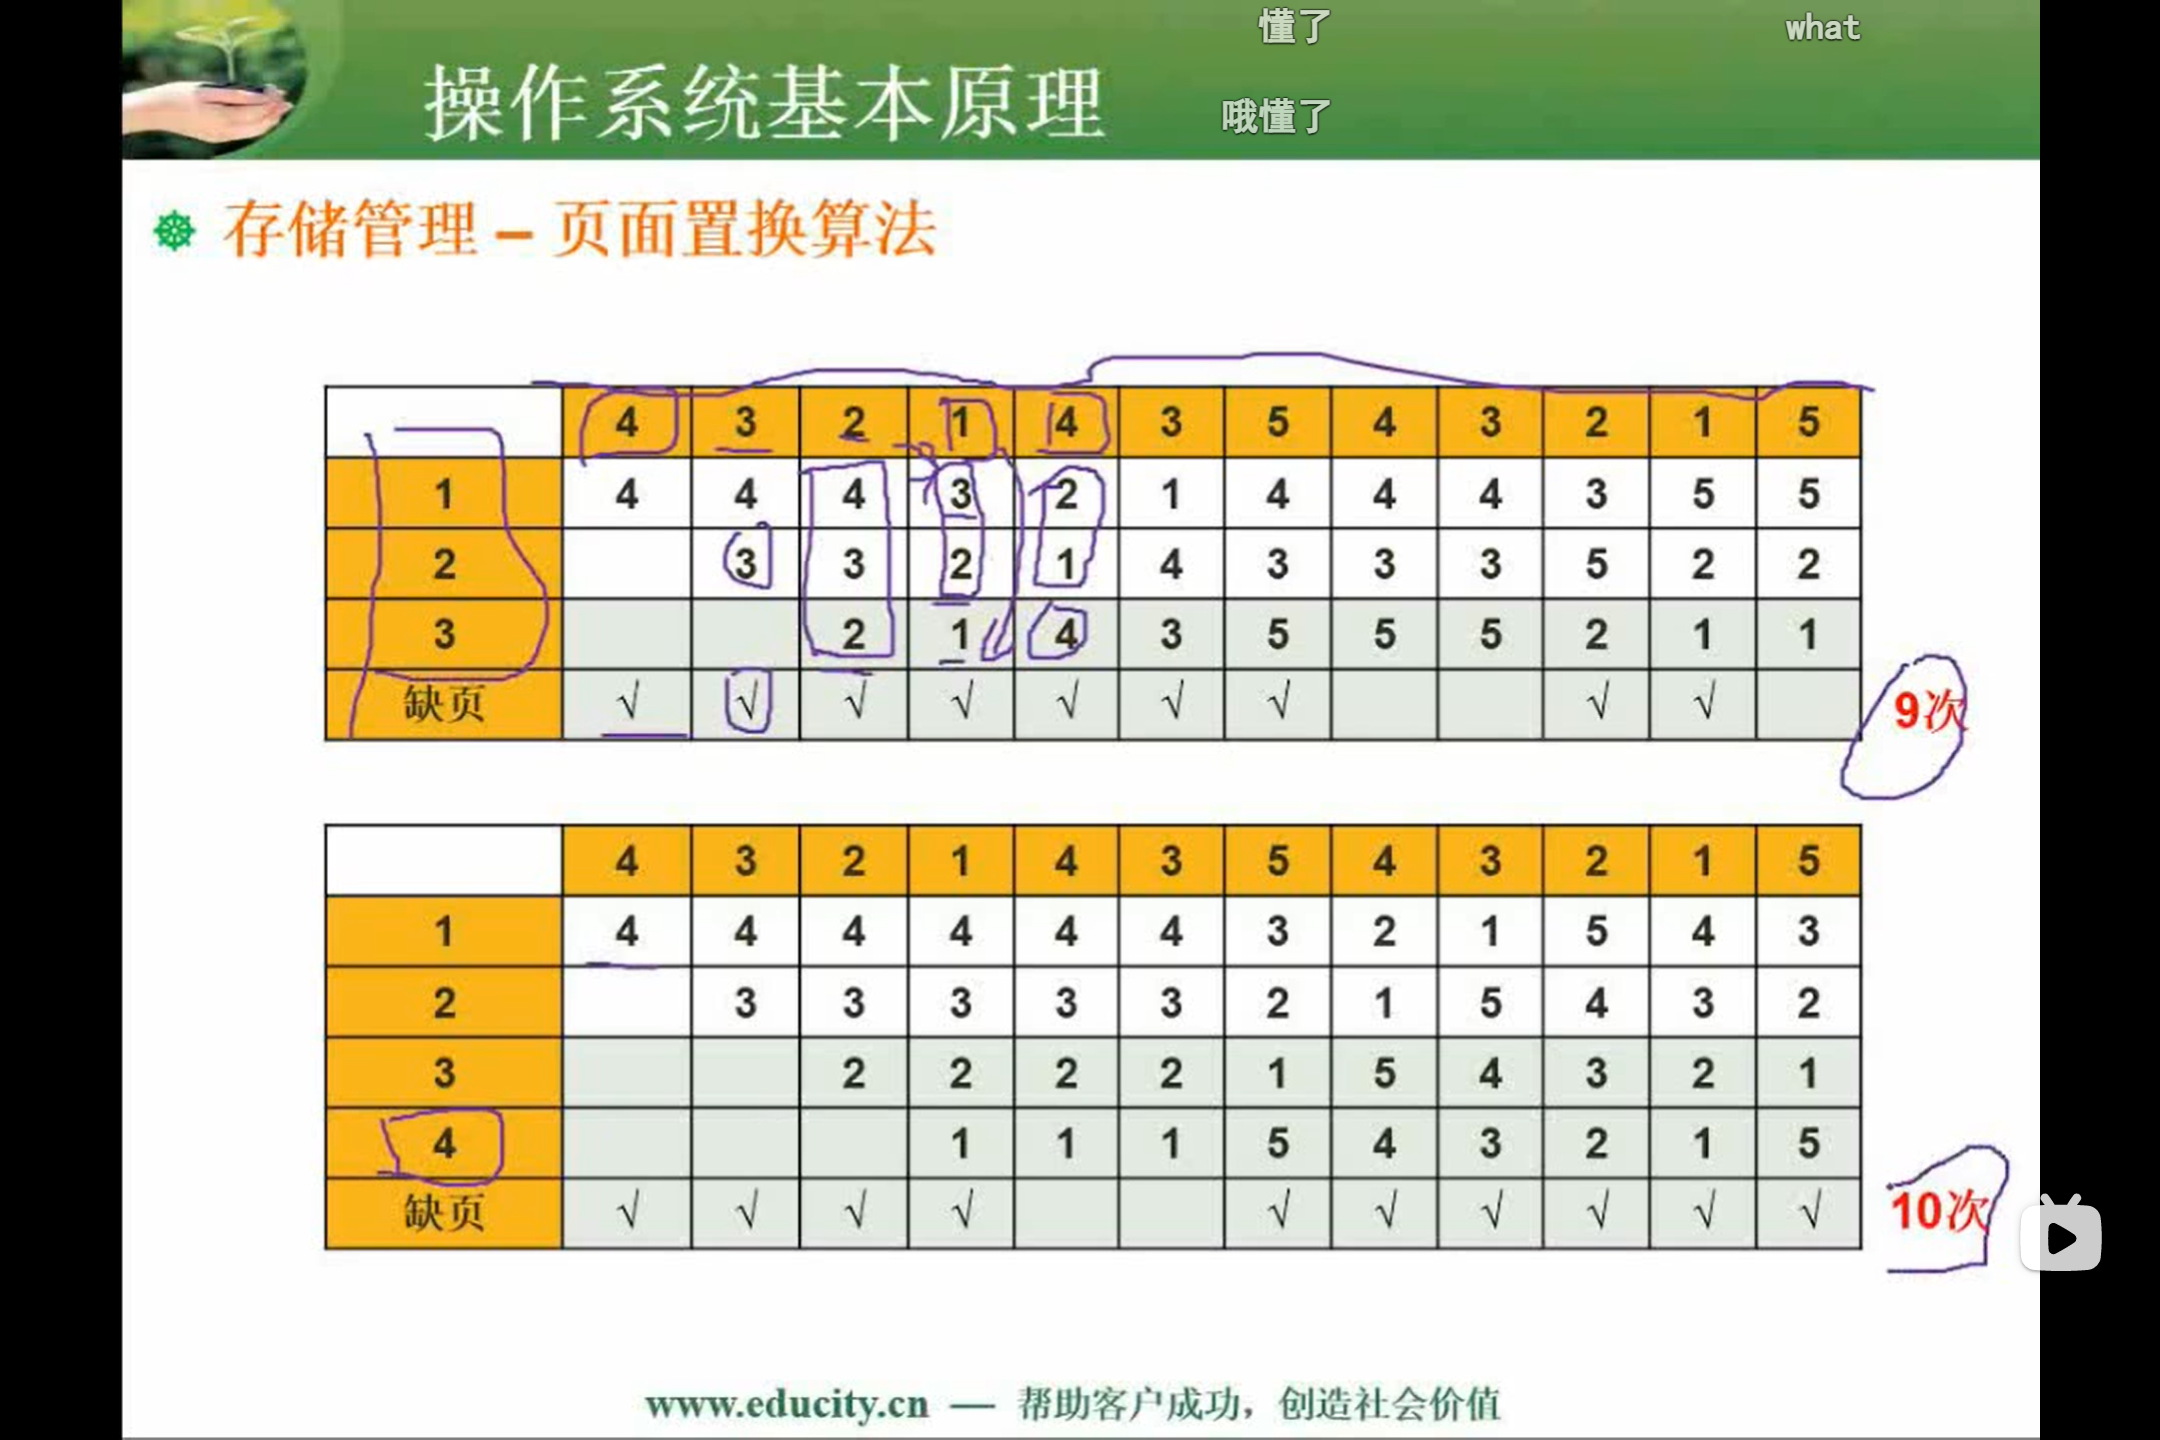 懂了 what
操作系统基本原理 哦懂了
存储管理 – 页面置换算法
4 3 2 1 4 3 5 4 3 2 1 5
1 4 4 4 3 2 1 4 4 4 3 5 5
2 3 3 2 1 4 3 3 3 5 2 2
3 2 1 4 3 5 5 5 2 1 1
缺页 √ √ √ √ √ √ √ √ √ 9次
4 3 2 1 4 3 5 4 3 2 1 5
1 4 4 4 4 4 4 3 2 1 5 4 3
2 3 3 3 3 3 2 1 5 4 3 2
3 2 2 2 2 1 5 4 3 2 1
4 1 1 1 5 4 3 2 1 5
缺页 √ √ √ √ √ √ √ √ √ √ 10次
www.educity.cn — 帮助客户成功，创造社会价值